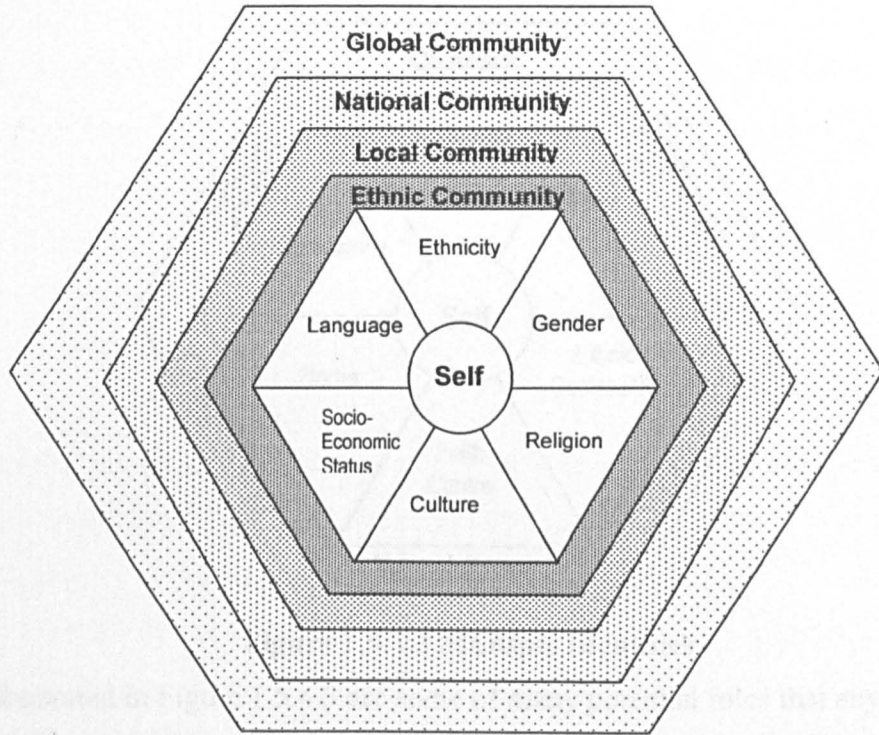 Global Community
National Community
Local Community
Ethnic Community
Ethnicity
Language
Gender
Self
Socio-
Economic
Status
Religion
Culture